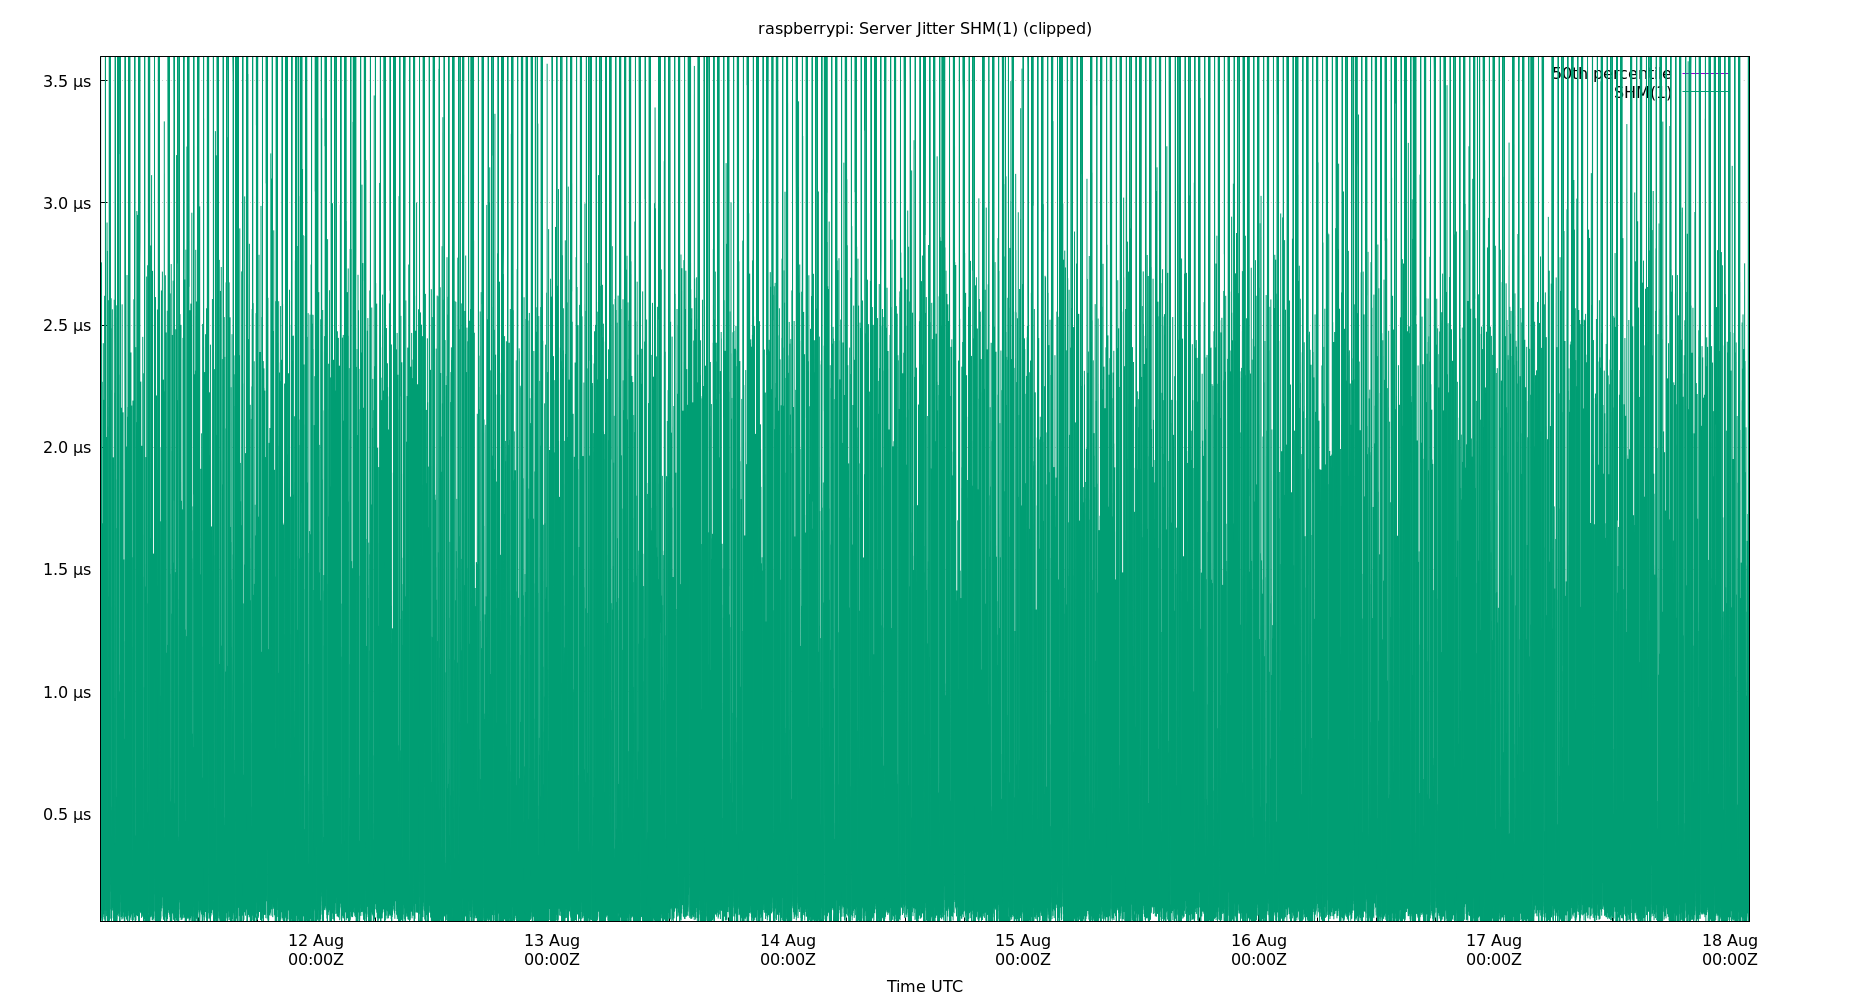 raspberrypi: Server Jitter SHM(1) (clipped)
3.5 μs
50th percentile
SHM(1)
3.0 μs
2.5 μs
2.0 μs
1.5 μs
1.0 μs
0.5 μs
12 Aug 13 Aug 14 Aug 15 Aug 16 Aug 17 Aug 18 Aug
00:00Z 00:00Z 00:00Z 00:00Z 00:00Z 00:00Z 00:00Z
Time UTC